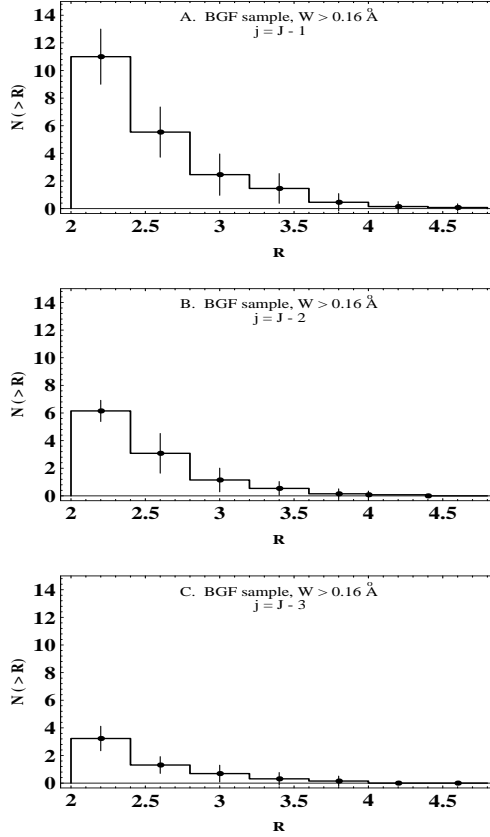 A. BGF sample, W > 0.16 Å
j = J - 1
14
12
10
8
6
4
2
0
N ( > R)
2 2.5 3 3.5 4 4.5
R
B. BGF sample, W > 0.16 Å
j = J - 2
14
12
10
8
6
4
2
0
N ( > R)
2 2.5 3 3.5 4 4.5
R
C. BGF sample, W > 0.16 Å
j = J - 3
14
12
10
8
6
4
2
0
N ( > R)
2 2.5 3 3.5 4 4.5
R